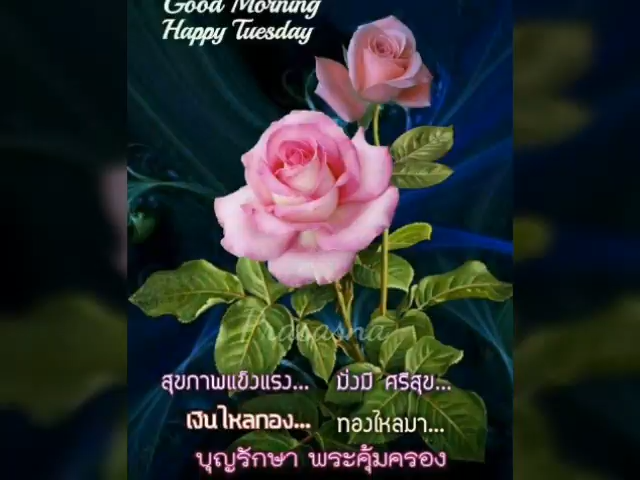 Good Morning
Happy Tuesday
Prasasna
สุขภาพแข็งแรง... มั่งมี ศรีสุข...
เงินไหลกอง... ทองไหลมา...
บุญรักษา พระคุ้มครอง